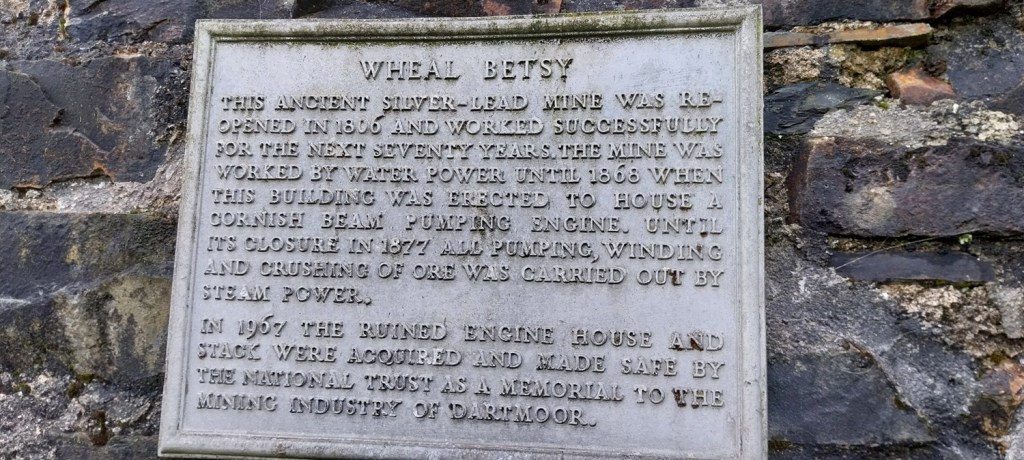 WHEAL BETSY
THIS ANCIENT SILVER-LEAD MINE WAS RE-
OPENED IN 1806 AND WORKED SUCCESSFULLY
FOR THE NEXT SEVENTY YEARS. THE MINE WAS
WORKED BY WATER POWER UNTIL 1868 WHEN
THIS BUILDING WAS ERECTED TO HOUSE A
CORNISH BEAM PUMPING ENGINE. UNTIL
ITS CLOSURE IN 1877 ALL PUMPING, WINDING
AND CRUSHING OF ORE WAS CARRIED OUT BY
STEAM POWER.
IN 1967 THE RUINED ENGINE HOUSE AND
STACK WERE ACQUIRED AND MADE SAFE BY
THE NATIONAL TRUST AS A MEMORIAL TO THE
MINING INDUSTRY OF DARTMOOR.